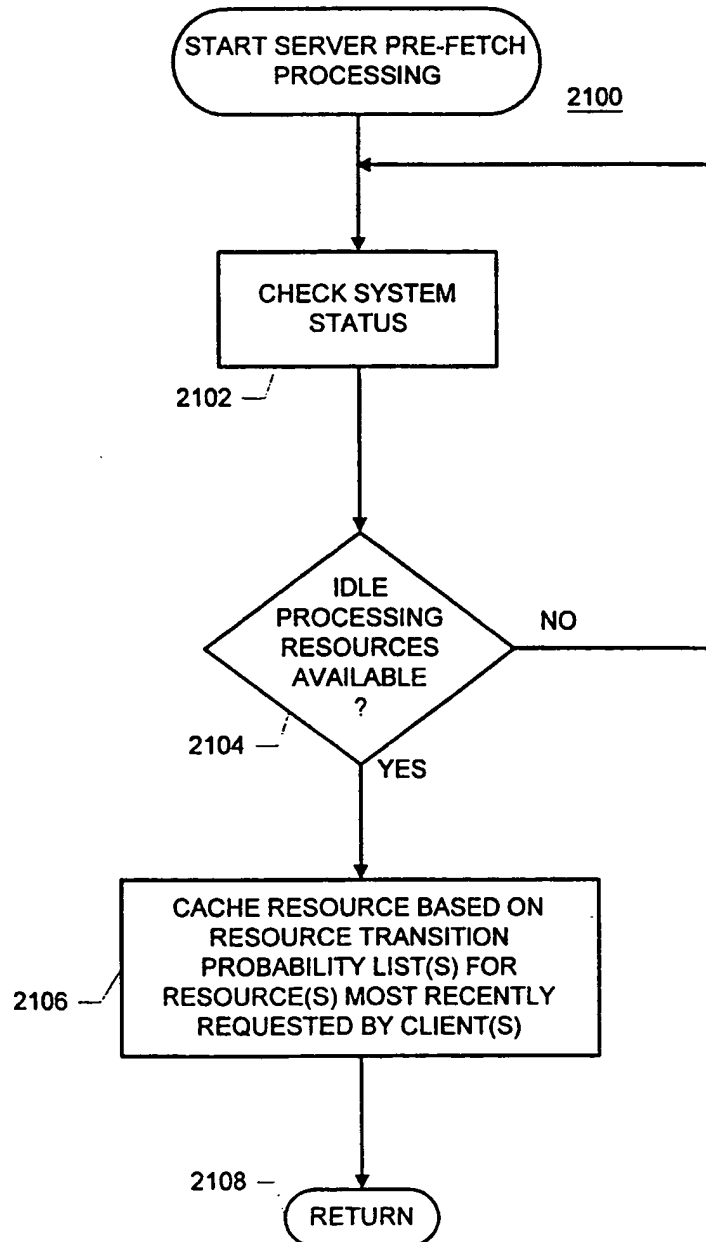 START SERVER PRE-FETCH
PROCESSING
2100
CHECK SYSTEM
STATUS
2102
IDLE
PROCESSING
RESOURCES
AVAILABLE
?
NO
2104
YES
CACHE RESOURCE BASED ON
RESOURCE TRANSITION
PROBABILITY LIST(S) FOR
RESOURCE(S) MOST RECENTLY
REQUESTED BY CLIENT(S)
2106
2108
RETURN